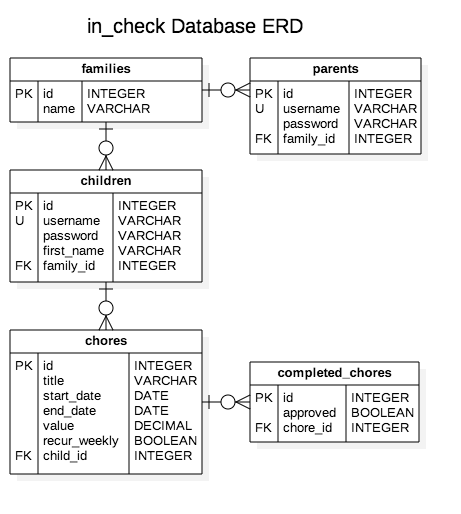 in_check Database ERD
families
PK id INTEGER
name VARCHAR
parents
PK id INTEGER
U username VARCHAR
password VARCHAR
FK family_id INTEGER
children
PK id INTEGER
U username VARCHAR
password VARCHAR
first_name VARCHAR
FK family_id INTEGER
chores
PK id INTEGER
title VARCHAR
start_date DATE
end_date DATE
value DECIMAL
recur_weekly BOOLEAN
FK child_id INTEGER
completed_chores
PK id INTEGER
approved BOOLEAN
FK chore_id INTEGER